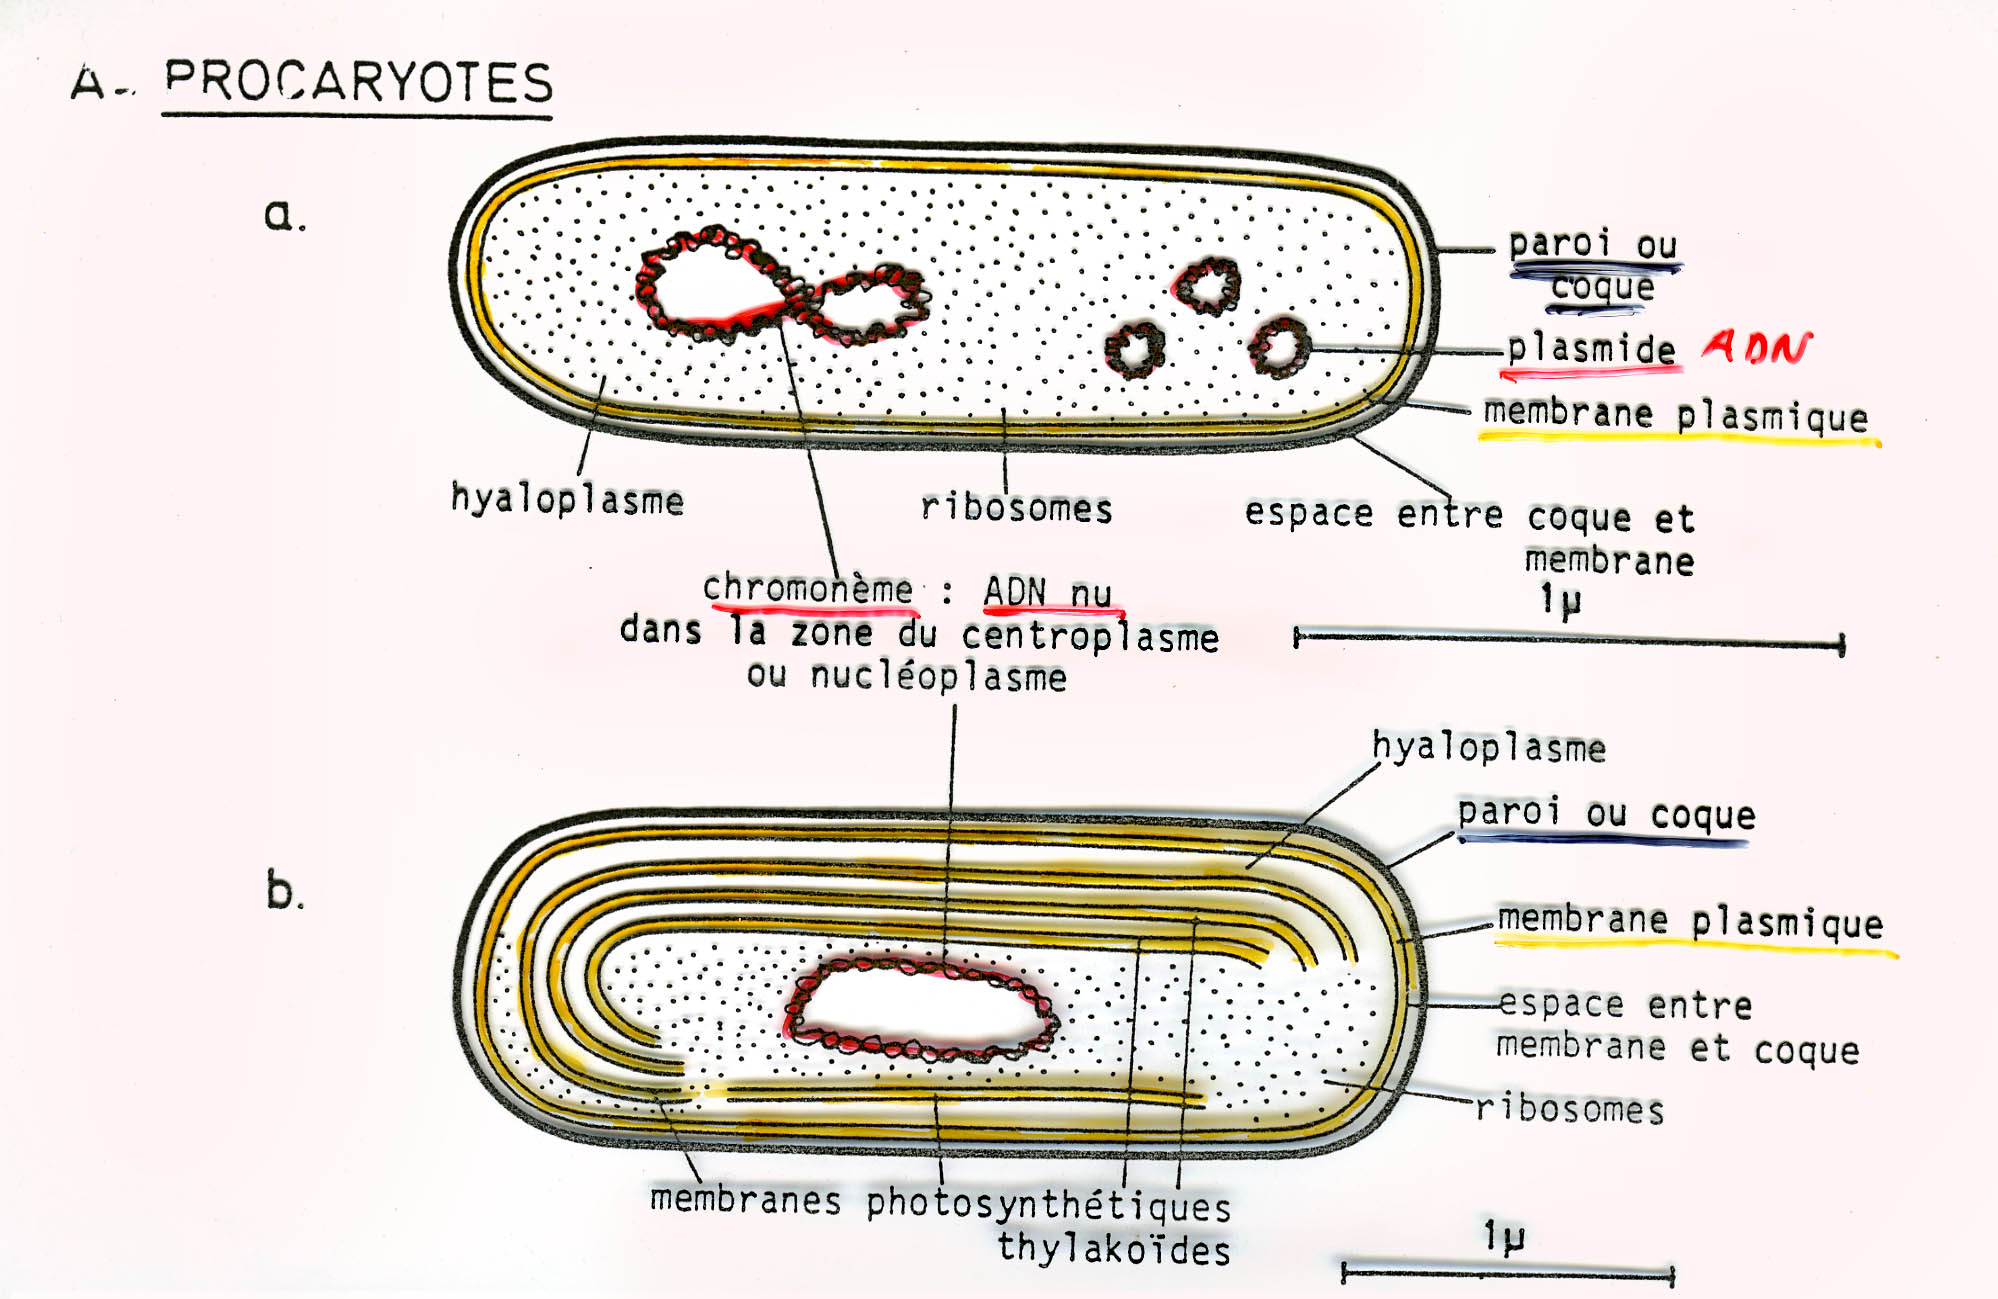 A-. PROCARYOTES
a.
paroi ou
coque
plasmide ADN
membrane plasmique
hyaloplasme
ribosomes
espace entre coque et
membrane
1µ
chromonème : ADN nu
dans la zone du centroplasme
ou nucléoplasme
hyaloplasme
paroi ou coque
b.
membrane plasmique
espace entre
membrane et coque
ribosomes
membranes photosynthétiques
thylakoïdes
1µ